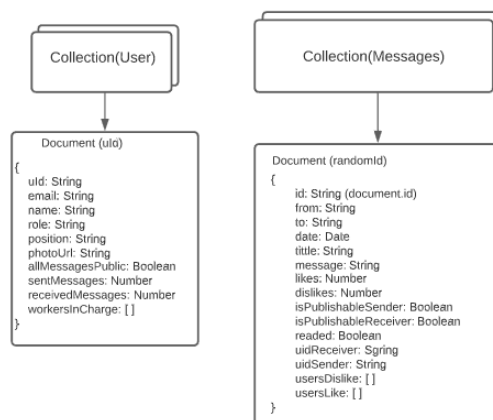 Collection(User)
Document (uId)
{
uId: String
email: String
name: String
role: String
position: String
photoUrl: String
allMessagesPublic: Boolean
sentMessages: Number
receivedMessages: Number
workersInCharge: [ ]
}
Collection(Messages)
Document (randomId)
{
id: String (document.id)
from: String
to: String
date: Date
tittle: String
message: String
likes: Number
dislikes: Number
isPublishableSender: Boolean
isPublishableReceiver: Boolean
readed: Boolean
uidReceiver: Sgring
uidSender: String
usersDislike: [ ]
usersLike: [ ]
}